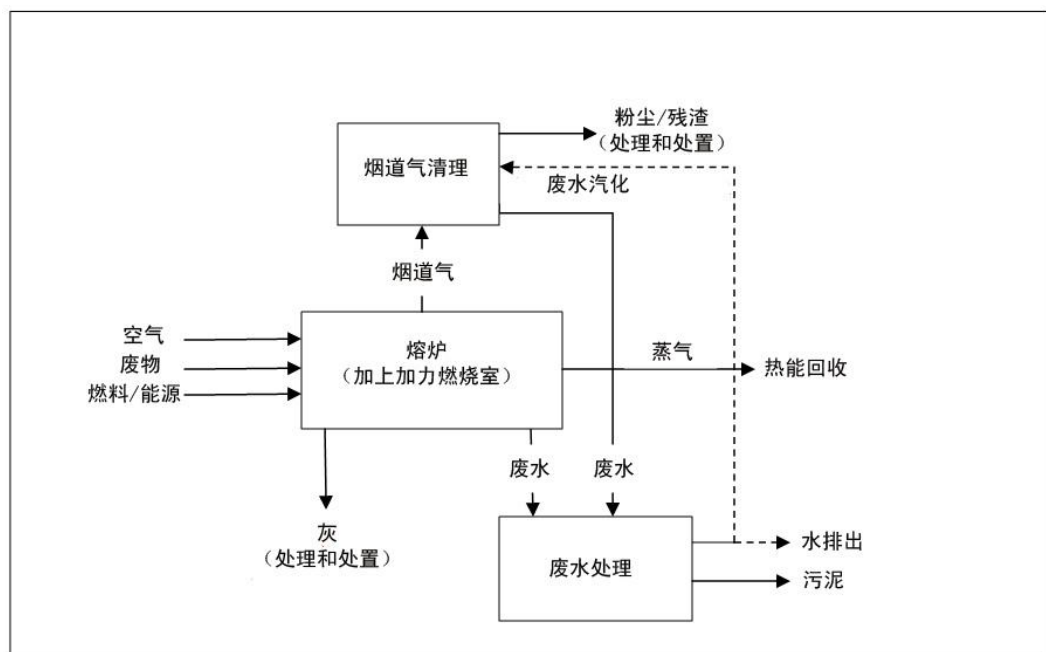 粉尘/残渣
(处理和处置)
烟道气清理
废水汽化
烟道气
空气
废物
燃料/能源
熔炉
(加上加力燃烧室)
蒸气
热能回收
废水
废水
灰
(处理和处置)
废水处理
水排出
污泥